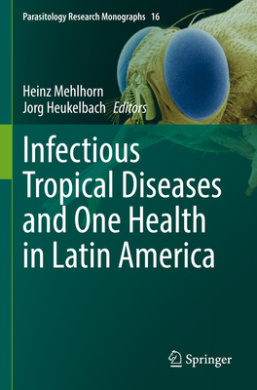 Parasitology Research Monographs 16
Heinz Mehlhorn
Jorg Heukelbach Editors
Infectious
Tropical Diseases
and One Health
in Latin America
Springer